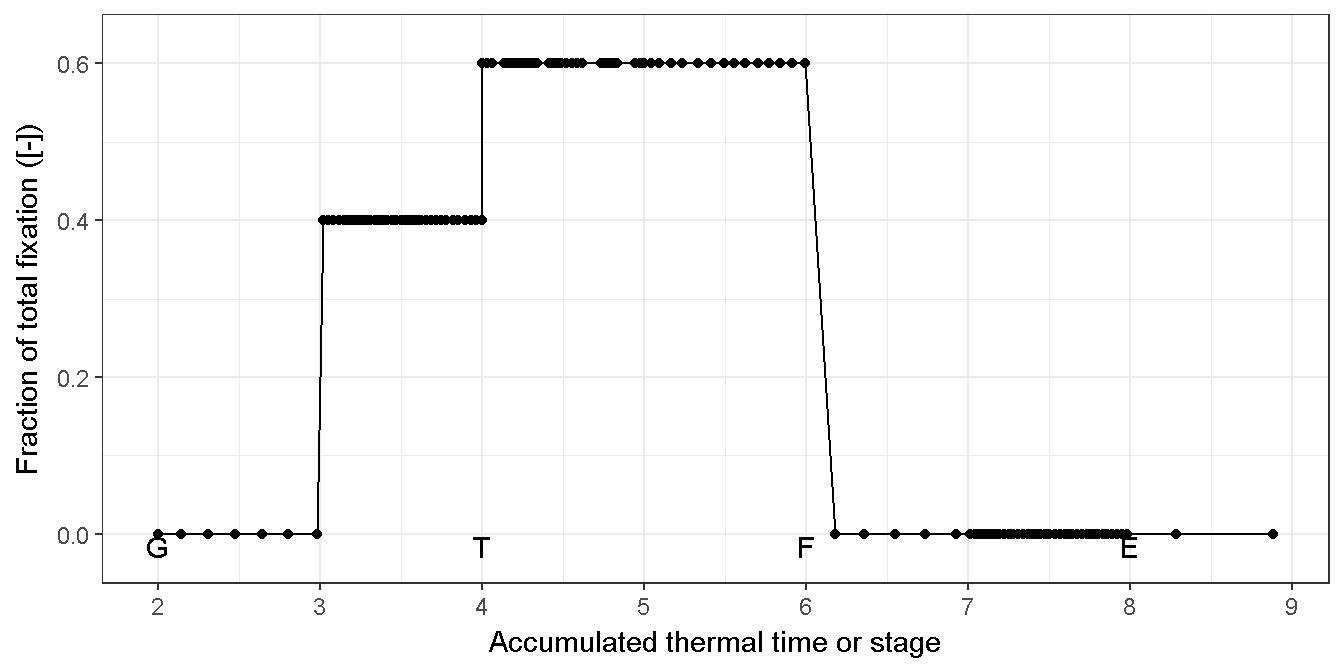 Fraction of total fixation ([-])
0.6
0.4
0.2
0.0
G T F E
2 3 4 5 6 7 8 9
Accumulated thermal time or stage